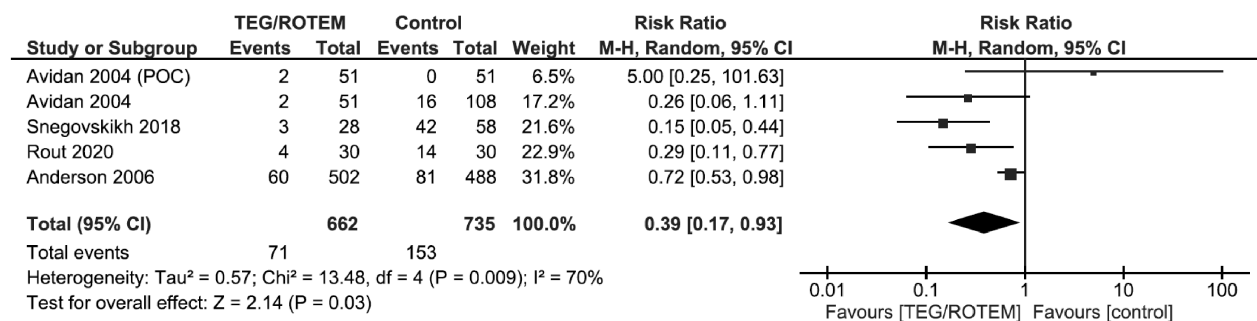 TEG/ROTEM Control Risk Ratio Risk Ratio
Study or Subgroup Events Total Events Total Weight M-H, Random, 95% CI M-H, Random, 95% CI
Avidan 2004 (POC) 2 51 0 51 6.5% 5.00 [0.25, 101.63]
Avidan 2004 2 51 16 108 17.2% 0.26 [0.06, 1.11]
Snegovskikh 2018 3 28 42 58 21.6% 0.15 [0.05, 0.44]
Rout 2020 4 30 14 30 22.9% 0.29 [0.11, 0.77]
Anderson 2006 60 502 81 488 31.8% 0.72 [0.53, 0.98]
Total (95% CI) 662 735 100.0% 0.39 [0.17, 0.93]
Total events 71 153
Heterogeneity: Tau² = 0.57; Chi² = 13.48, df = 4 (P = 0.009); I² = 70%
Test for overall effect: Z = 2.14 (P = 0.03)
0.01 0.1 1 10 100
Favours [TEG/ROTEM] Favours [control]